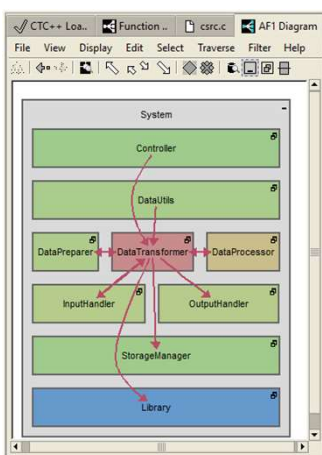 CTC++ Loa.. Function .. csrc.c AF1 Diagram
File View Display Edit Select Traverse Filter Help
System
Controller
DataUtils
DataPreparer DataTransformer DataProcessor
InputHandler OutputHandler
StorageManager
Library